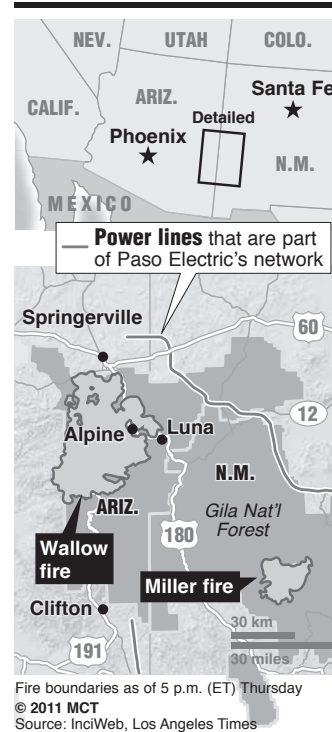 NEV.
UTAH
COLO.
Santa Fe
ARIZ.
CALIF.
Detailed
Phoenix
N.M.
MEXICO
Power lines that are part
of Paso Electric's network
Springerville
60
12
Alpine
Luna
N.M.
ARIZ.
Gila Nat'l
Forest
180
Wallow
fire
Miller fire
Clifton
30 km
191
30 miles
Fire boundaries as of 5 p.m. (ET) Thursday
© 2011 MCT
Source: InciWeb, Los Angeles Times